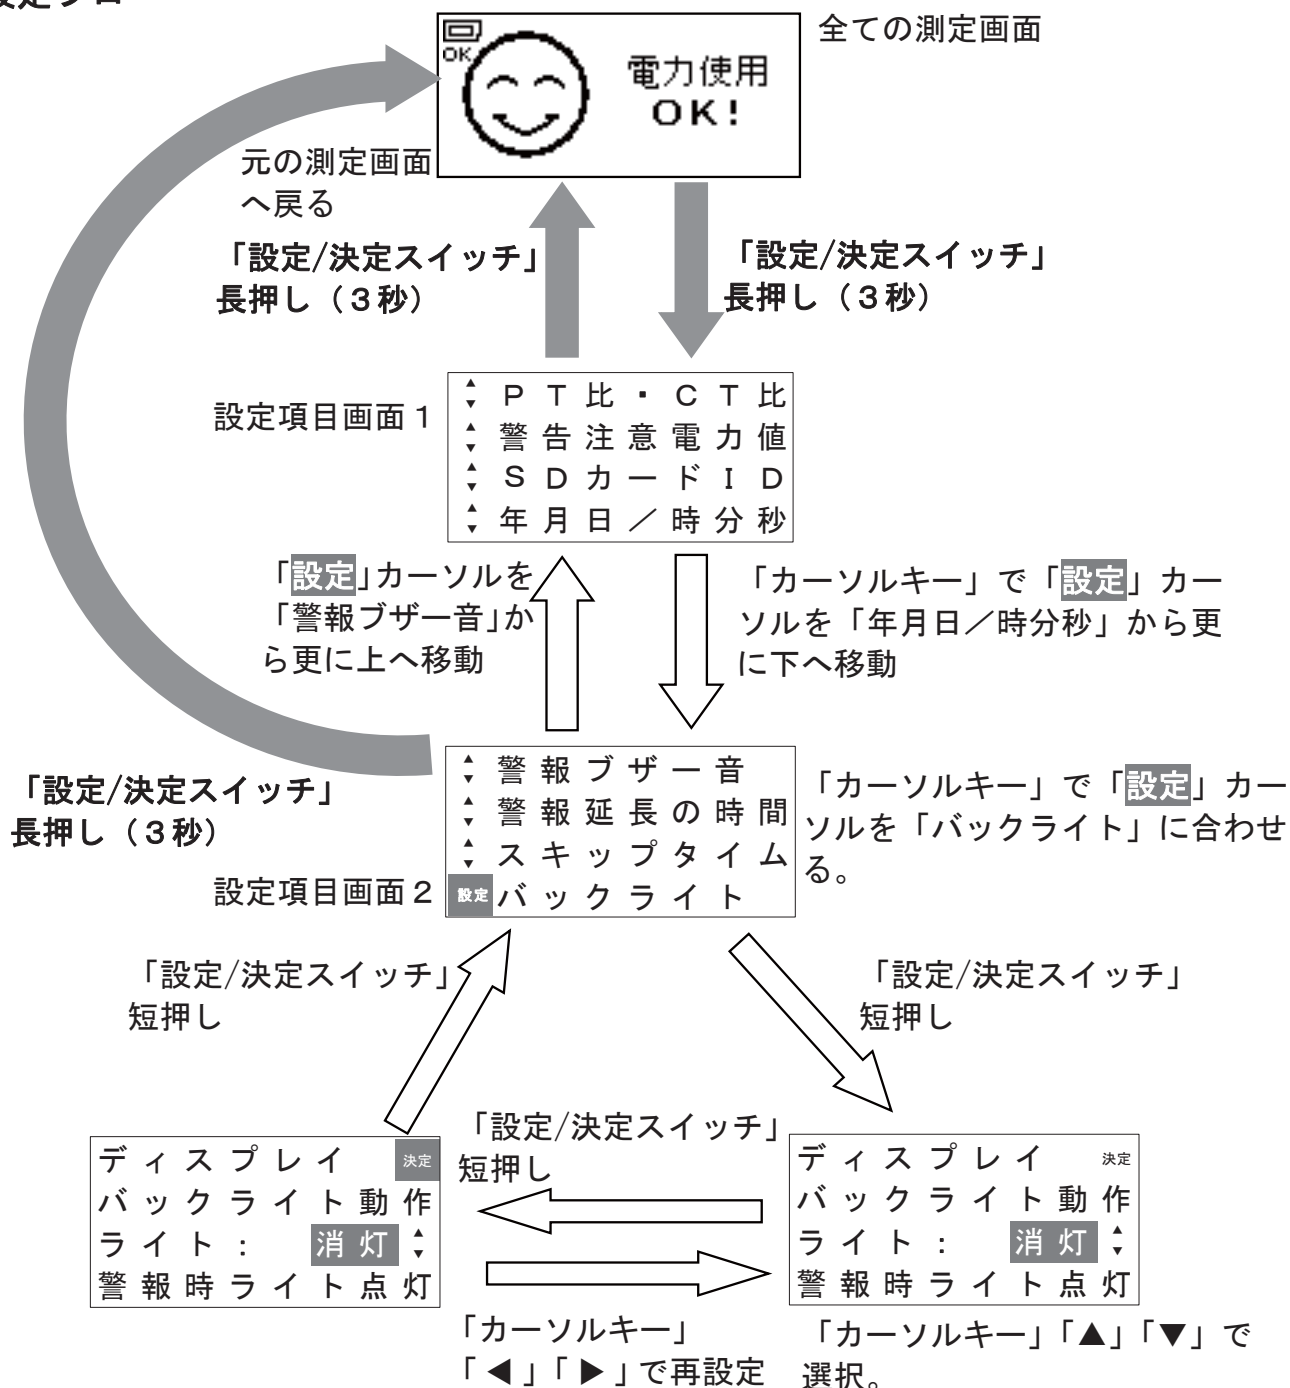 設定フロー
全ての測定画面
OK
電力使用
OK!
元の測定画面
へ戻る
「設定/決定スイッチ」
長押し（３秒）
「設定/決定スイッチ」
長押し（３秒）
設定項目画面１
ＰＴ比・ＣＴ比
警告注意電力値
ＳＤカードＩＤ
年月日／時分秒
「設定」カーソルを
「警報ブザー音」か
ら更に上へ移動
「カーソルキー」で「設定」カー
ソルを「年月日／時分秒」から更
に下へ移動
警報ブザー音
警報延長の時間
スキップタイム
設定 バックライト
「設定/決定スイッチ」
長押し（３秒）
設定項目画面２
「カーソルキー」で「設定」カー
ソルを「バックライト」に合わせ
る。
「設定/決定スイッチ」
短押し
「設定/決定スイッチ」
短押し
ディスプレイ 決定
バックライト動作
ライト： 消灯
警報時ライト点灯
「設定/決定スイッチ」
短押し
ディスプレイ 決定
バックライト動作
ライト： 消灯
警報時ライト点灯
「カーソルキー」
「◀」「▶」で再設定
「カーソルキー」「▲」「▼」で
選択。